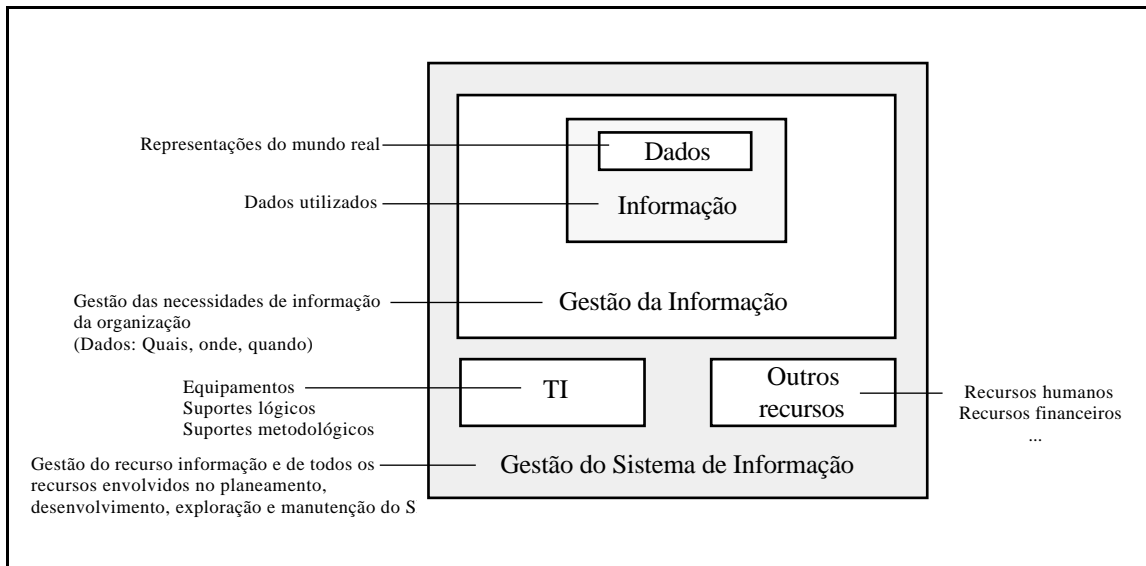 Representações do mundo real
Dados
Dados utilizados
Informação
Gestão das necessidades de informação
da organização
(Dados: Quais, onde, quando)
Gestão da Informação
Equipamentos
Suportes lógicos
Suportes metodológicos
TI
Outros
recursos
Recursos humanos
Recursos financeiros
...
Gestão do recurso informação e de todos os
recursos envolvidos no planeamento,
desenvolvimento, exploração e manutenção do S
Gestão do Sistema de Informação